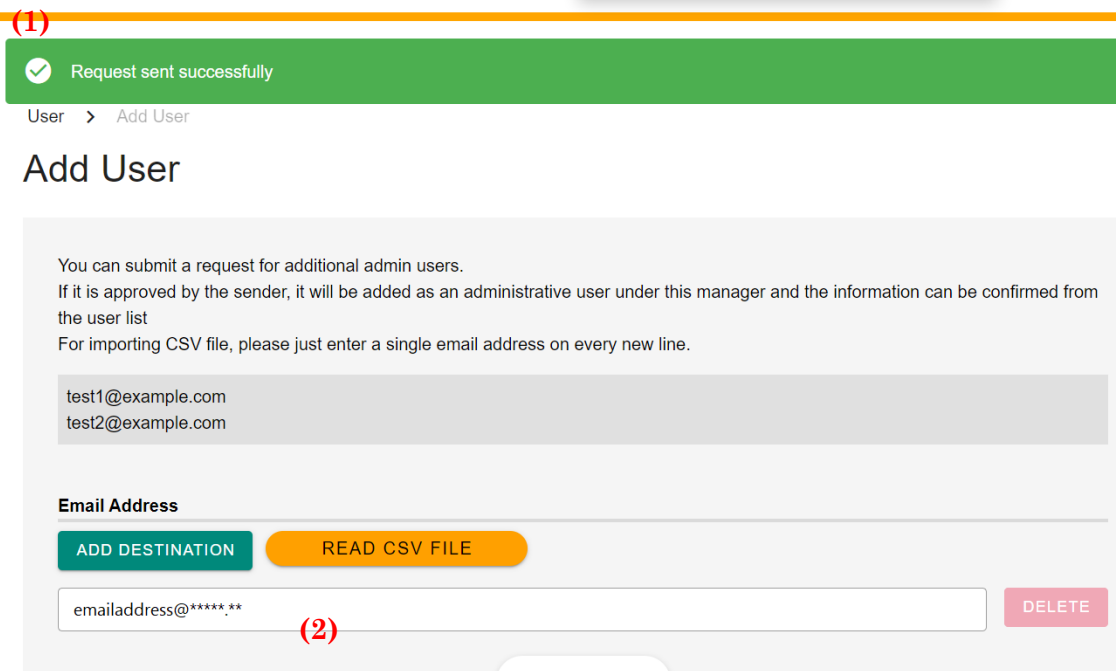 (1)
Request sent successfully
User > Add User
Add User
You can submit a request for additional admin users.
If it is approved by the sender, it will be added as an administrative user under this manager and the information can be confirmed from
the user list
For importing CSV file, please just enter a single email address on every new line.
test1@example.com
test2@example.com
Email Address
ADD DESTINATION READ CSV FILE
emailaddress@*****.** DELETE
(2)